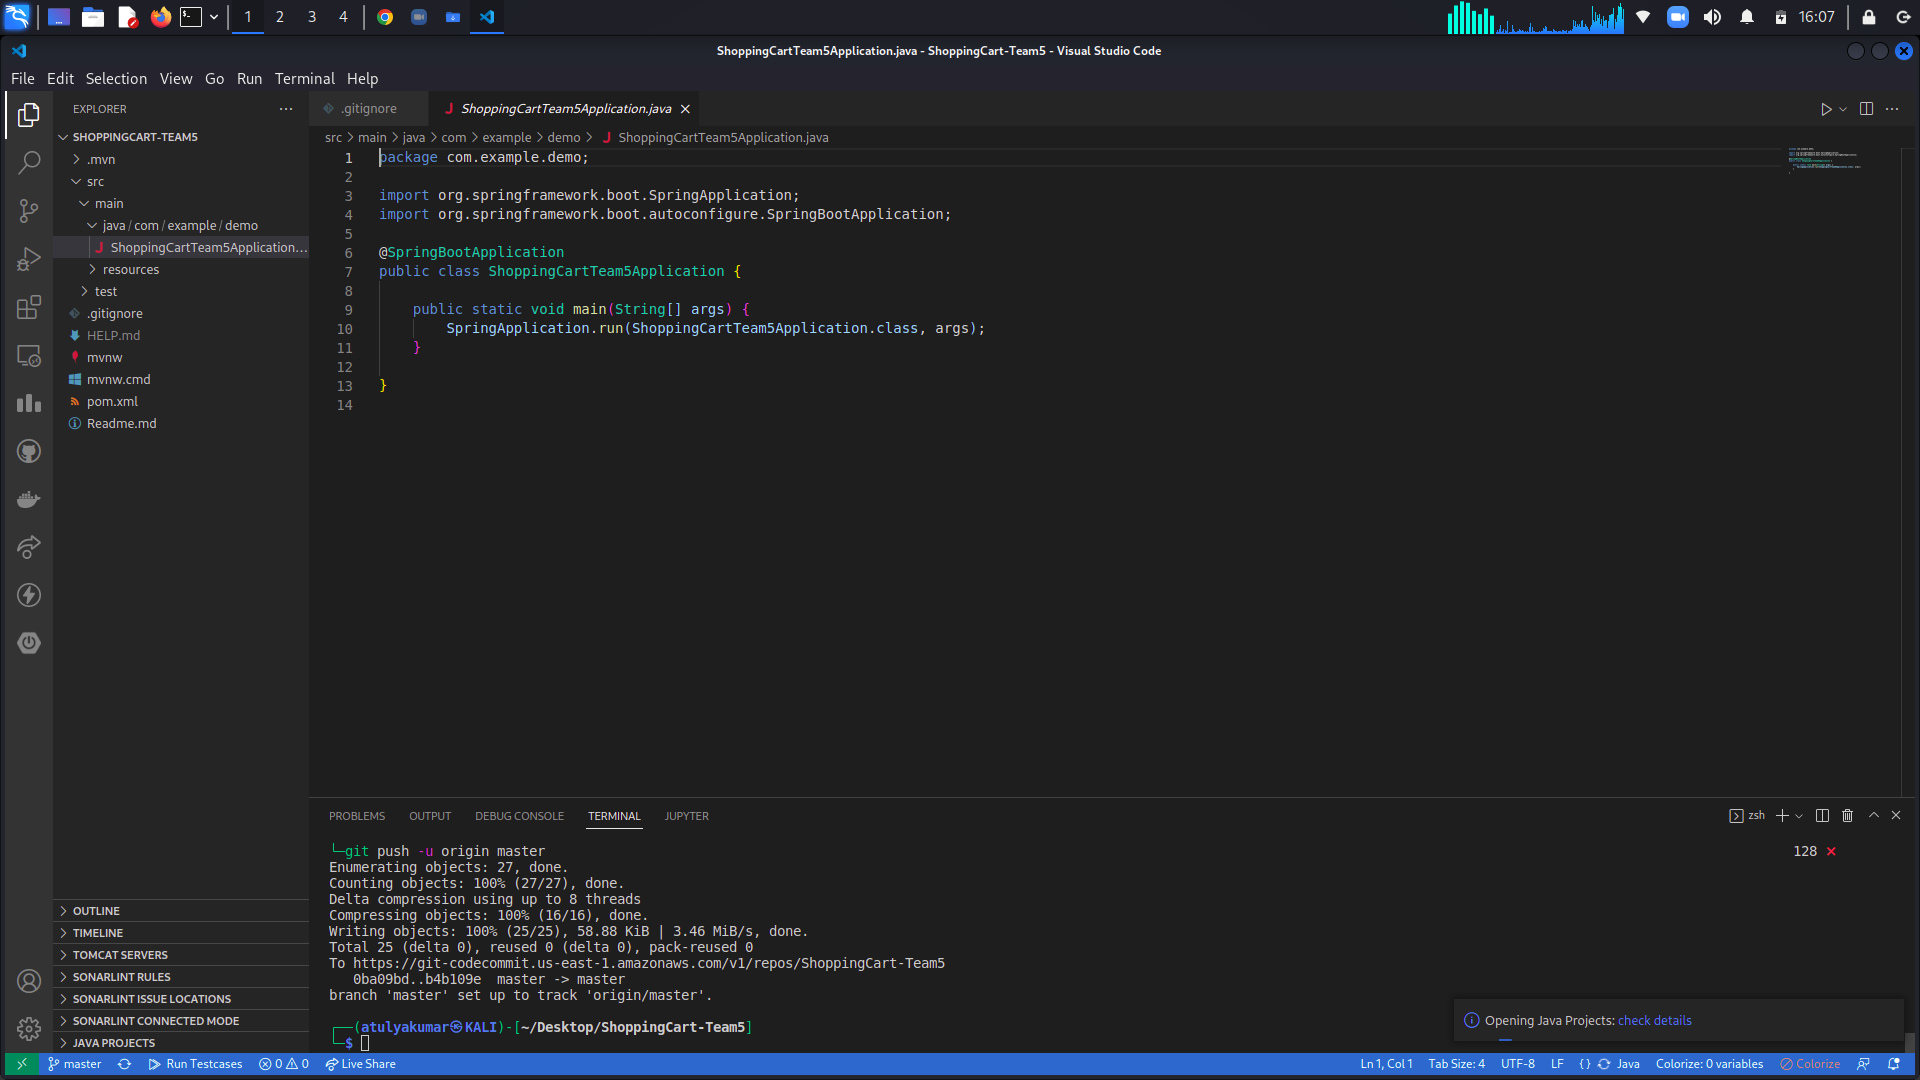 1 2 3 4 16:07
ShoppingCartTeam5Application.java - ShoppingCart-Team5 - Visual Studio Code
File Edit Selection View Go Run Terminal Help
EXPLORER
SHOPPINGCART-TEAM5
.mvn
src
main
java / com / example / demo
ShoppingCartTeam5Application...
resources
test
.gitignore
HELP.md
mvnw
mvnw.cmd
pom.xml
Readme.md
OUTLINE
TIMELINE
TOMCAT SERVERS
SONARLINT RULES
SONARLINT ISSUE LOCATIONS
SONARLINT CONNECTED MODE
JAVA PROJECTS
.gitignore ShoppingCartTeam5Application.java
src > main > java > com > example > demo > ShoppingCartTeam5Application.java
1 package com.example.demo;
2
3 import org.springframework.boot.SpringApplication;
4 import org.springframework.boot.autoconfigure.SpringBootApplication;
5
6 @SpringBootApplication
7 public class ShoppingCartTeam5Application {
8
9 public static void main(String[] args) {
10 SpringApplication.run(ShoppingCartTeam5Application.class, args);
11 }
12
13 }
14
PROBLEMS OUTPUT DEBUG CONSOLE TERMINAL JUPYTER zsh
└─git push -u origin master 128 ×
Enumerating objects: 27, done.
Counting objects: 100% (27/27), done.
Delta compression using up to 8 threads
Compressing objects: 100% (16/16), done.
Writing objects: 100% (25/25), 58.88 KiB | 3.46 MiB/s, done.
Total 25 (delta 0), reused 0 (delta 0), pack-reused 0
To https://git-codecommit.us-east-1.amazonaws.com/v1/repos/ShoppingCart-Team5
0ba09bd..b4b109e master -> master
branch 'master' set up to track 'origin/master'.
┌──(atulyakumar㉿KALI)-[~/Desktop/ShoppingCart-Team5]
└─$
Opening Java Projects: check details
master Run Testcases 0 0 Live Share Ln 1, Col 1 Tab Size: 4 UTF-8 LF {} Java Colorize: 0 variables Colorize